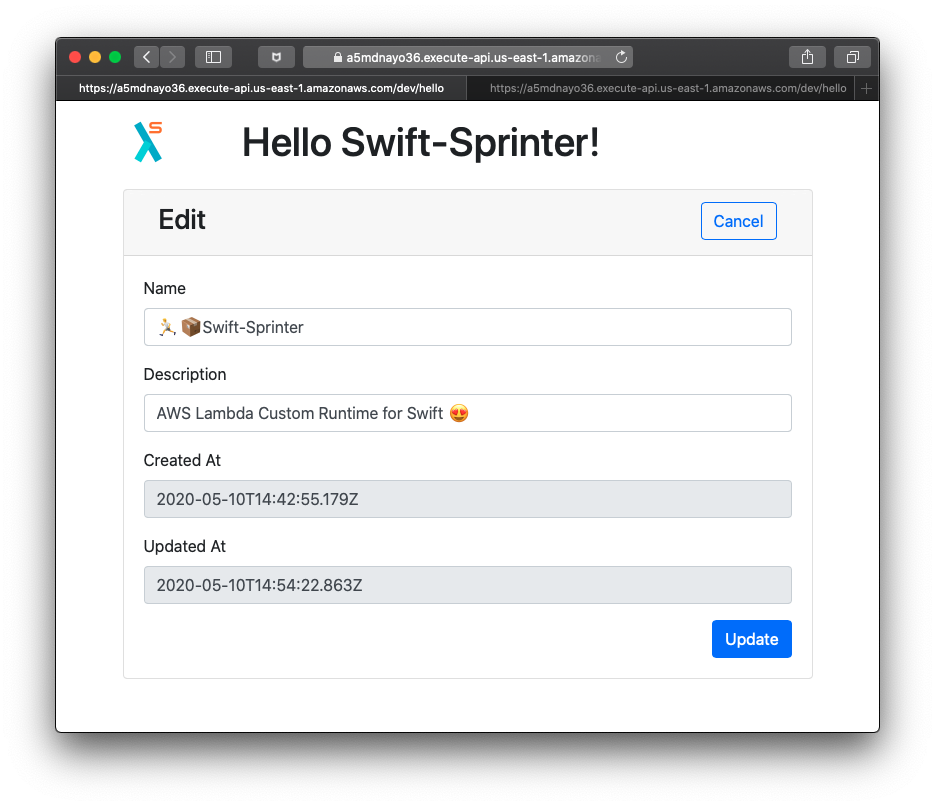 a5mdnayo36.execute-api.us-east-1.amazona
https://a5mdnayo36.execute-api.us-east-1.amazonaws.com/dev/hello
https://a5mdnayo36.execute-api.us-east-1.amazonaws.com/dev/hello
S
Hello Swift-Sprinter!
Edit
Cancel
Name
🏃📦Swift-Sprinter
Description
AWS Lambda Custom Runtime for Swift 😍
Created At
2020-05-10T14:42:55.179Z
Updated At
2020-05-10T14:54:22.863Z
Update